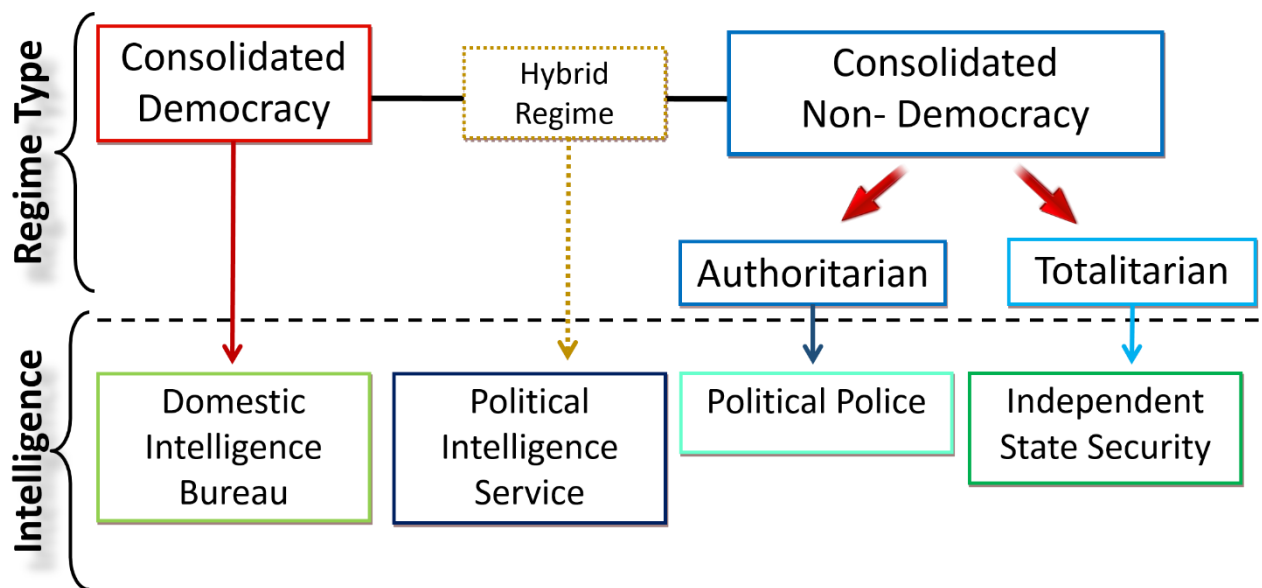 Regime Type
Consolidated
Democracy
Hybrid
Regime
Consolidated
Non- Democracy
Authoritarian
Totalitarian
Intelligence
Domestic
Intelligence
Bureau
Political
Intelligence
Service
Political Police
Independent
State Security